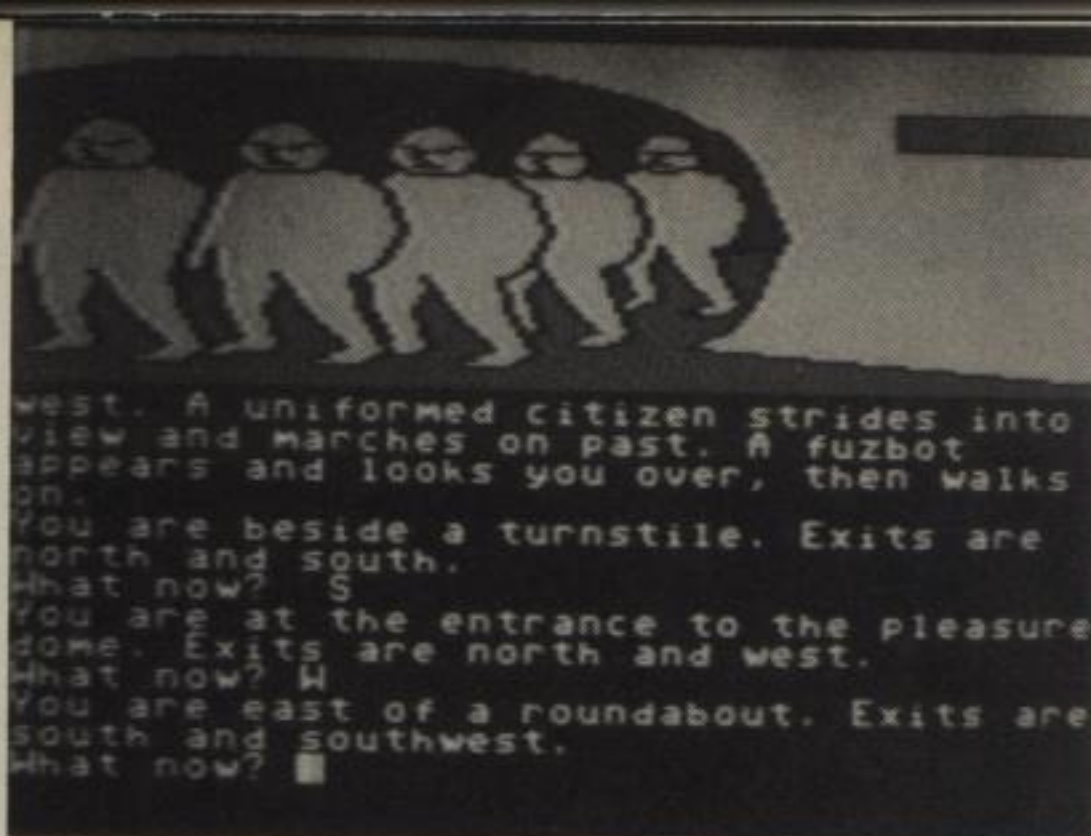 west. A uniformed citizen strides into
view and marches on past. A fuzbot
appears and looks you over, then walks
on.
You are beside a turnstile. Exits are
north and south.
What now? S
You are at the entrance to the pleasure
dome. Exits are north and west.
What now? W
You are east of a roundabout. Exits are
south and southwest.
What now?